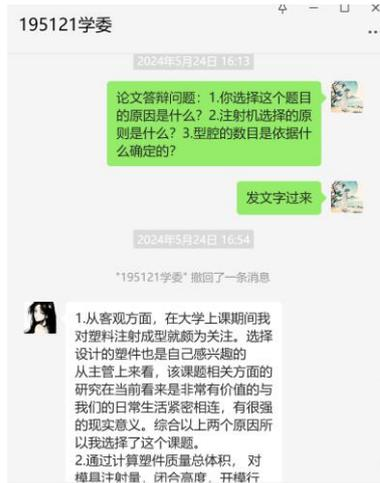 195121学委
2024年5月24日 16:13
论文答辩问题：1.你选择这个题目
的原因是什么？2.注射机选择的原
则是什么？3.型腔的数目是依据什
么确定的？
发文字过来
2024年5月24日 16:54
"195121学委" 撤回了一条消息
1.从客观方面，在大学上课期间我
对塑料注射成型就颇为关注。选择
设计的塑件也是自己感兴趣的
从主管上来看，该课题相关方面的
研究在当前看来是非常有价值的与
我们的日常生活紧密相连，有很强
的现实意义。综合以上两个原因所
以我选择了这个课题。
2.通过计算塑件质量总体积， 对
模具注射量，闭合高度，开模行